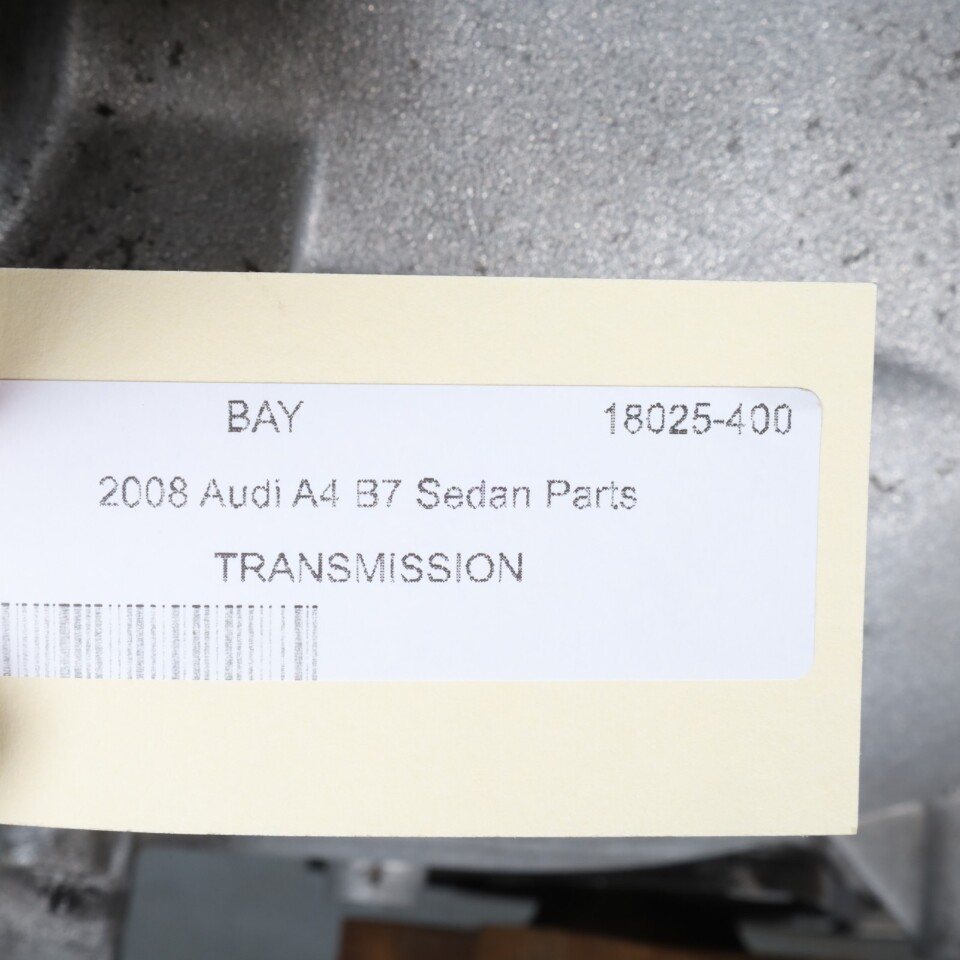 BAY 18025-400
2008 Audi A4 B7 Sedan Parts
TRANSMISSION